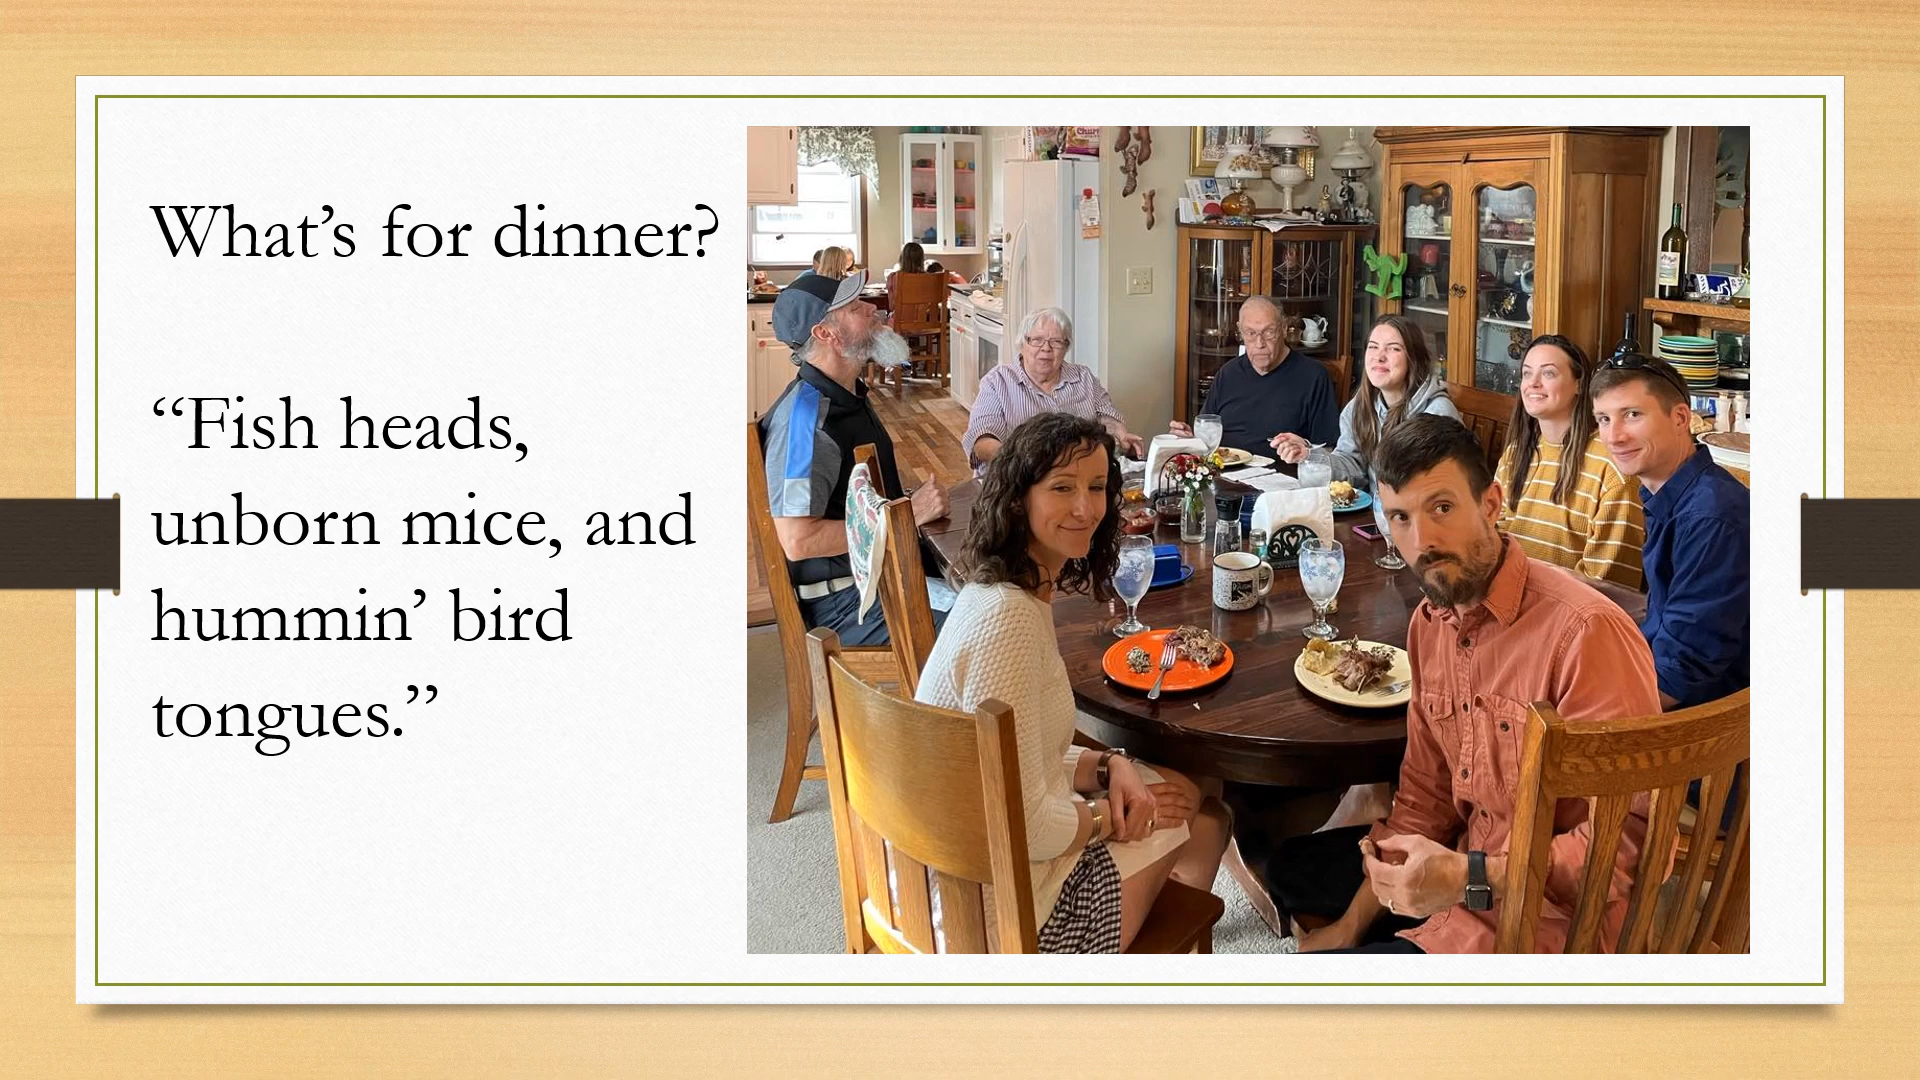 What’s for dinner?
“Fish heads,
unborn mice, and
hummin’ bird
tongues.”